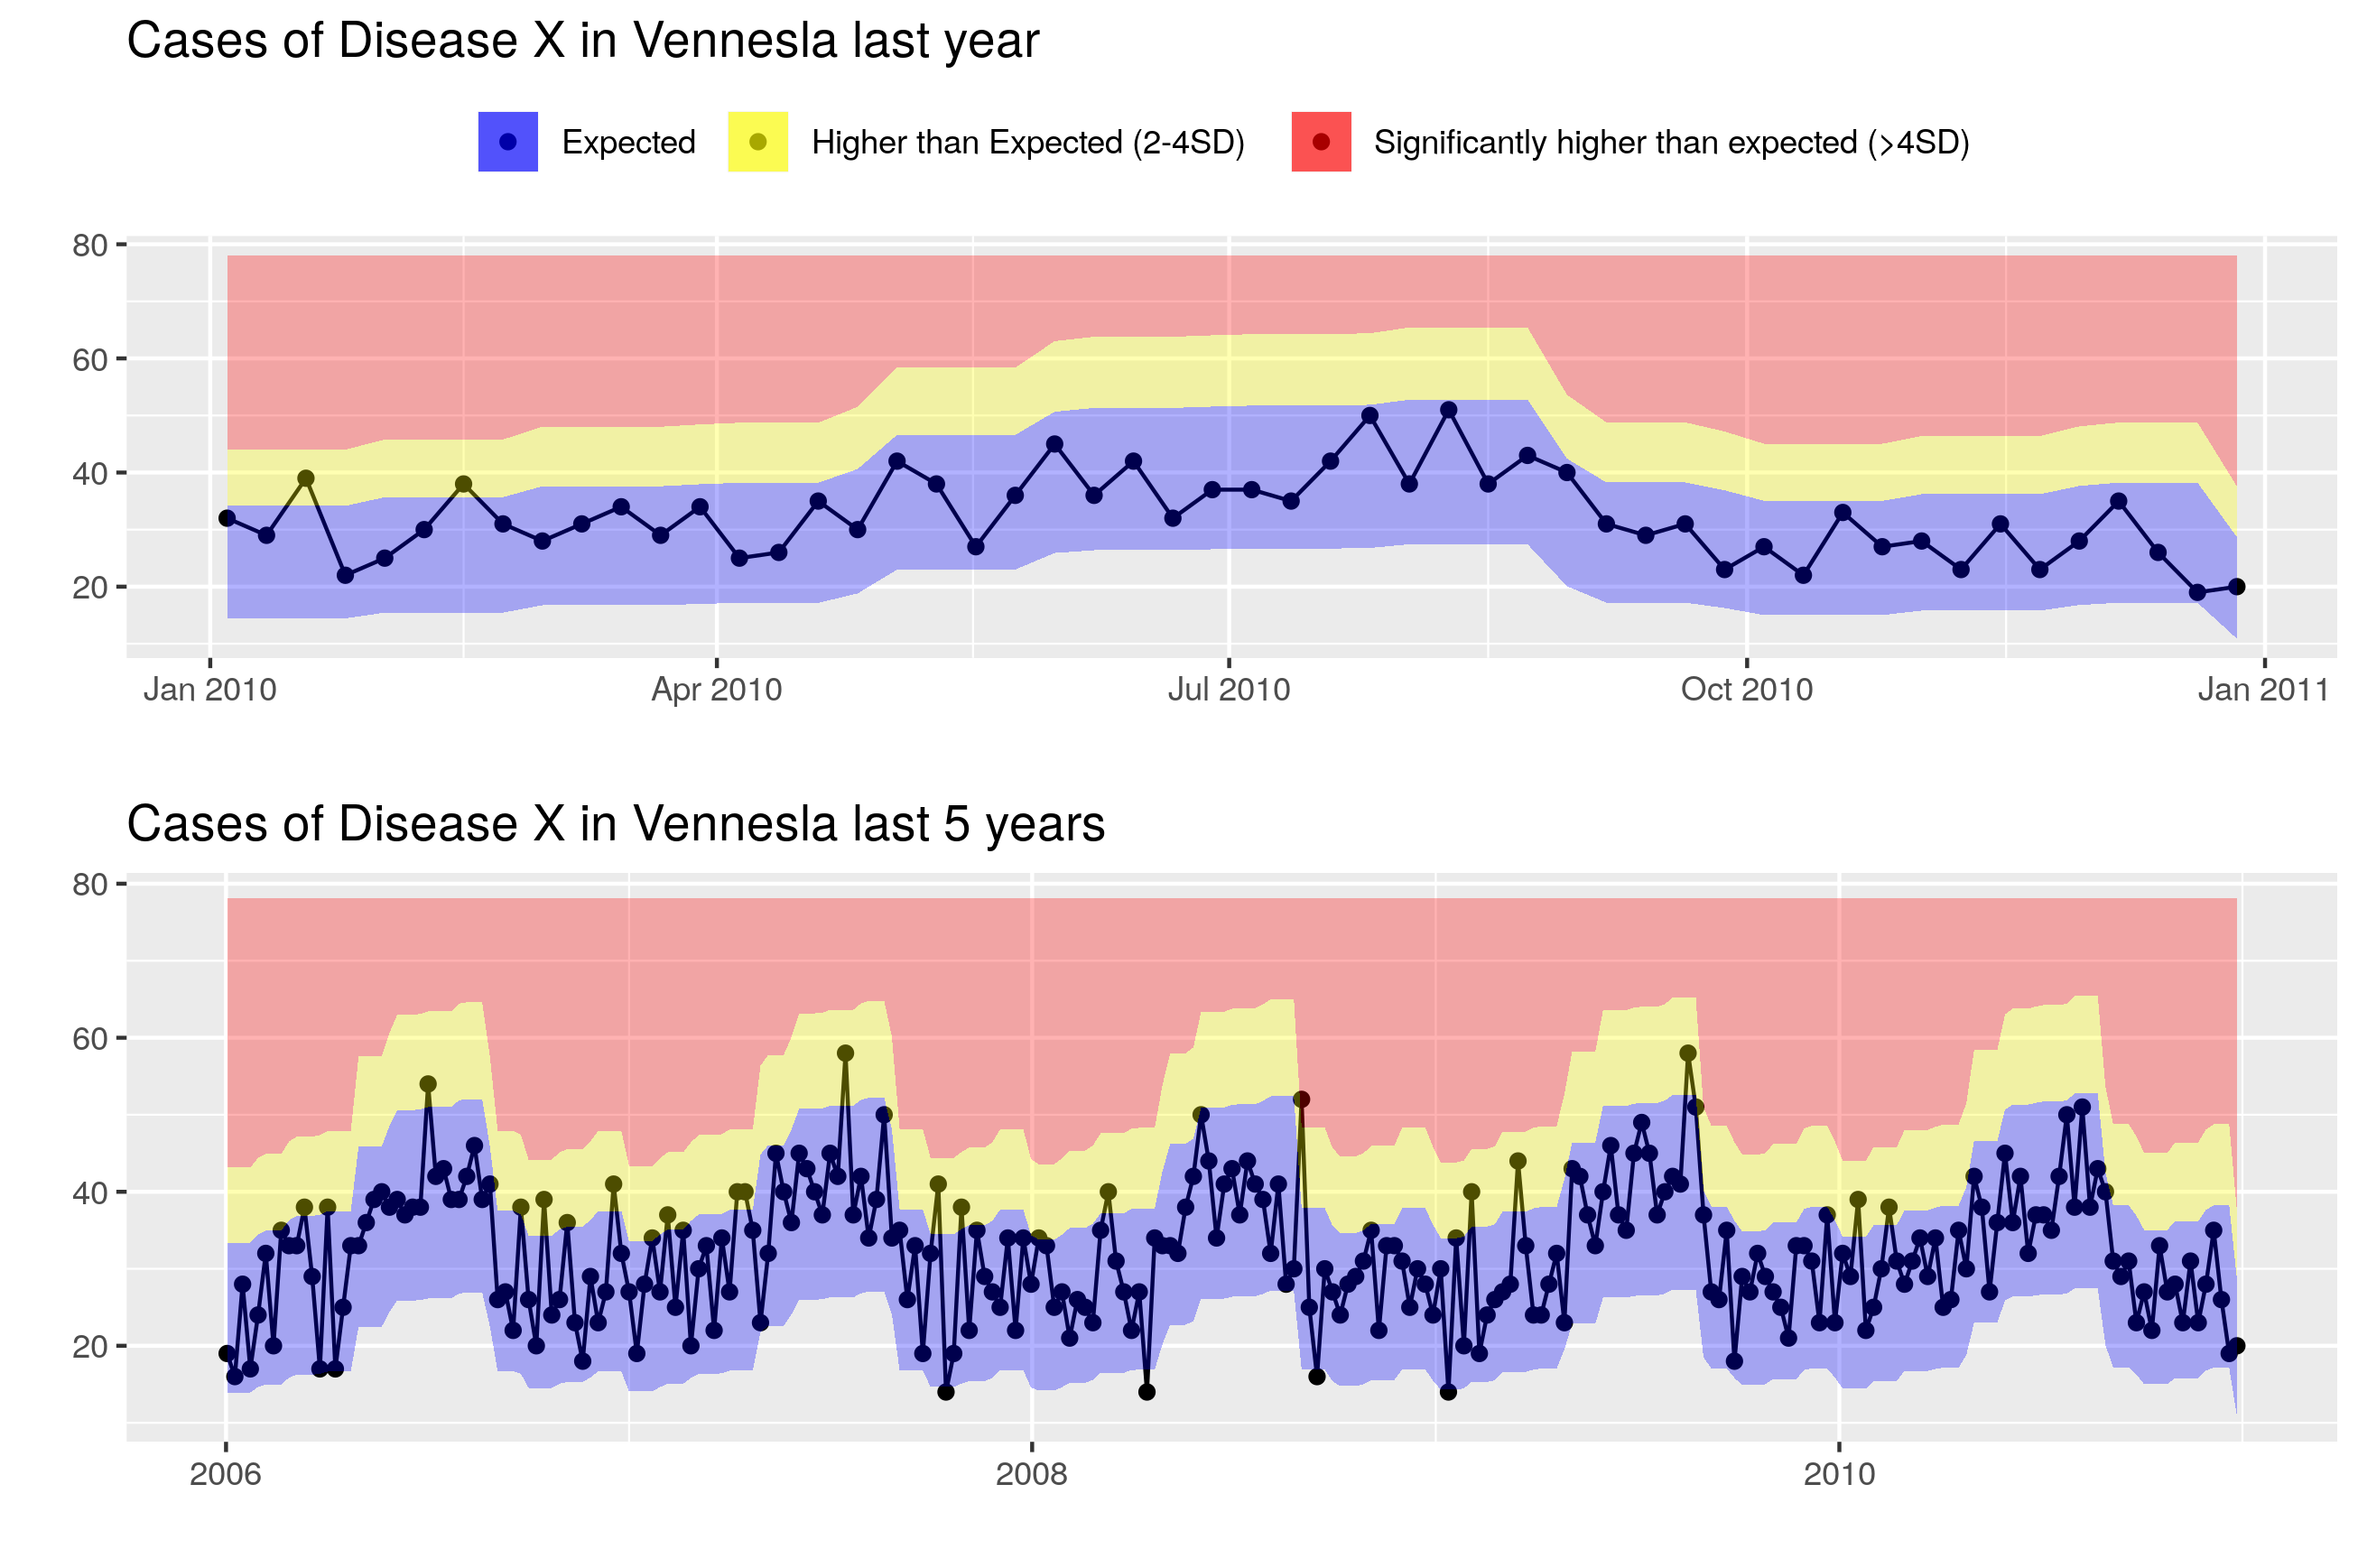 Cases of Disease X in Vennesla last year
Expected Higher than Expected (2-4SD) Significantly higher than expected (>4SD)
80
60
40
20
Jan 2010 Apr 2010 Jul 2010 Oct 2010 Jan 2011
Cases of Disease X in Vennesla last 5 years
80
60
40
20
2006 2008 2010